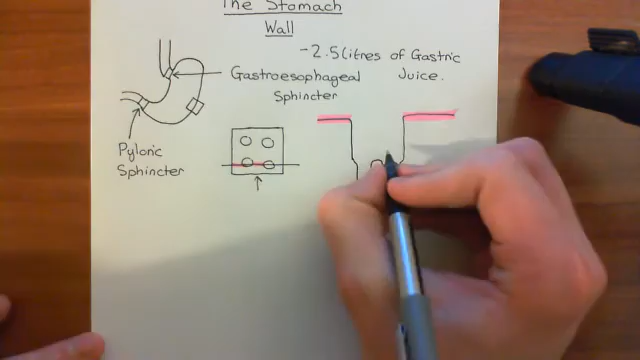 The Stomach
Wall
-2.5litres of Gastric
Juice.
Gastroesophageal
Sphincter
Pyloric
Sphincter